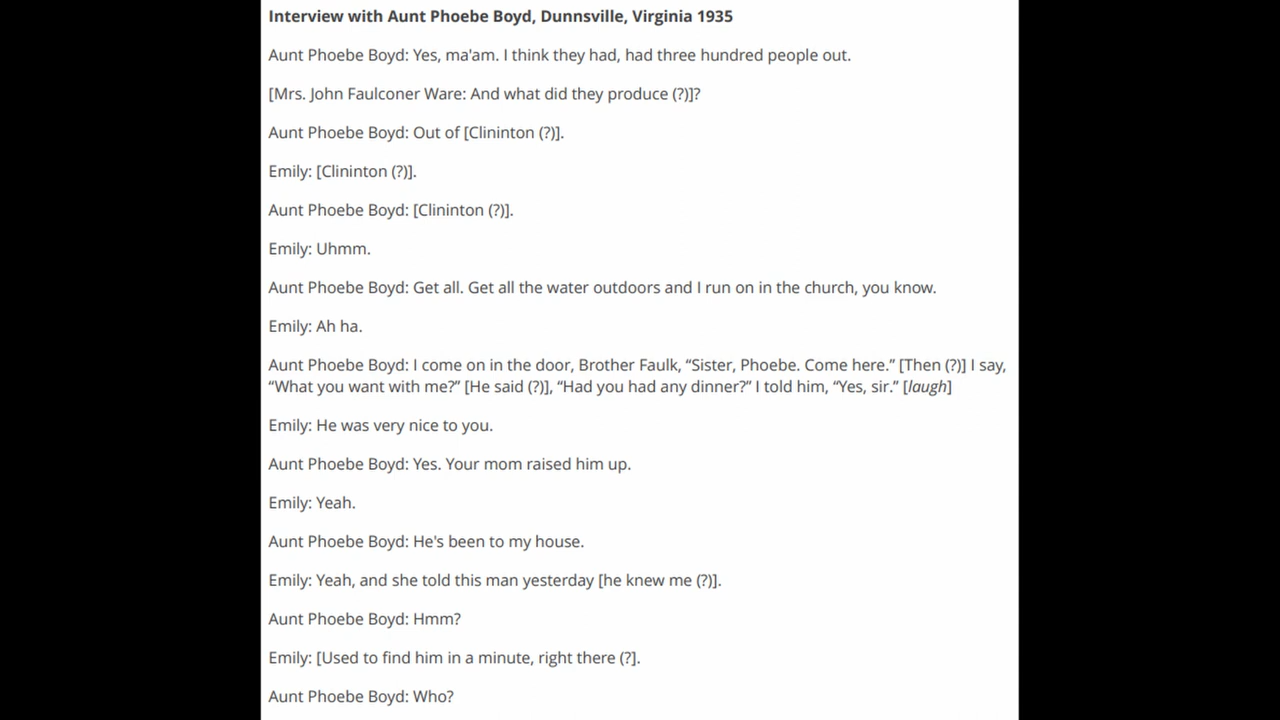 Interview with Aunt Phoebe Boyd, Dunnsville, Virginia 1935
Aunt Phoebe Boyd: Yes, ma'am. I think they had, had three hundred people out.
[Mrs. John Faulconer Ware: And what did they produce (?)]?
Aunt Phoebe Boyd: Out of [Clininton (?)].
Emily: [Clininton (?)].
Aunt Phoebe Boyd: [Clininton (?)].
Emily: Uhmm.
Aunt Phoebe Boyd: Get all. Get all the water outdoors and I run on in the church, you know.
Emily: Ah ha.
Aunt Phoebe Boyd: I come on in the door, Brother Faulk, “Sister, Phoebe. Come here.” [Then (?)] I say,
“What you want with me?” [He said (?)], “Had you had any dinner?” I told him, “Yes, sir.” [laugh]
Emily: He was very nice to you.
Aunt Phoebe Boyd: Yes. Your mom raised him up.
Emily: Yeah.
Aunt Phoebe Boyd: He's been to my house.
Emily: Yeah, and she told this man yesterday [he knew me (?)].
Aunt Phoebe Boyd: Hmm?
Emily: [Used to find him in a minute, right there (?].
Aunt Phoebe Boyd: Who?